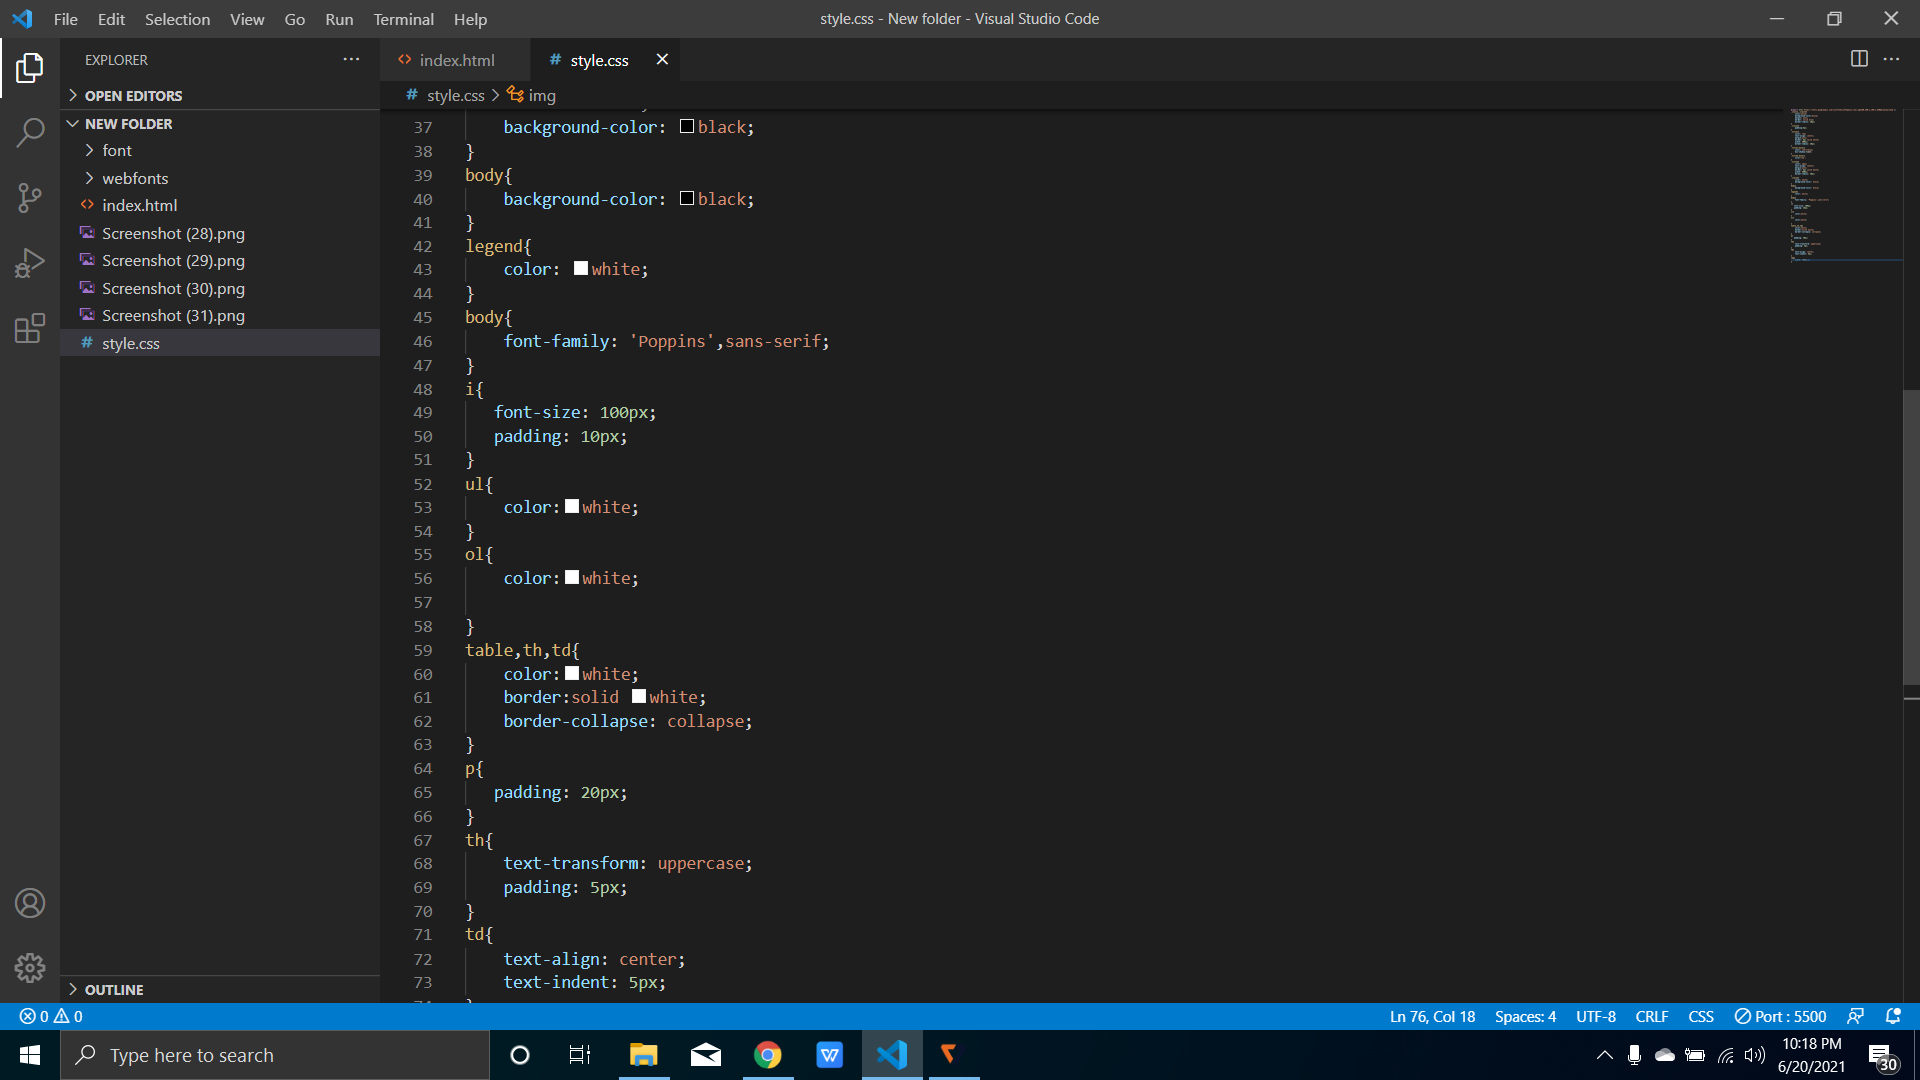 File Edit Selection View Go Run Terminal Help
style.css - New folder - Visual Studio Code
EXPLORER
OPEN EDITORS
NEW FOLDER
font
webfonts
index.html
Screenshot (28).png
Screenshot (29).png
Screenshot (30).png
Screenshot (31).png
# style.css
OUTLINE
index.html
# style.css
# style.css > img
37 background-color: black;
38 }
39 body{
40 background-color: black;
41 }
42 legend{
43 color: white;
44 }
45 body{
46 font-family: 'Poppins',sans-serif;
47 }
48 i{
49 font-size: 100px;
50 padding: 10px;
51 }
52 ul{
53 color: white;
54 }
55 ol{
56 color: white;
57
58 }
59 table,th,td{
60 color: white;
61 border:solid white;
62 border-collapse: collapse;
63 }
64 p{
65 padding: 20px;
66 }
67 th{
68 text-transform: uppercase;
69 padding: 5px;
70 }
71 td{
72 text-align: center;
73 text-indent: 5px;
0 0
Ln 76, Col 18 Spaces: 4 UTF-8 CRLF CSS Port : 5500
Type here to search
W
10:18 PM
6/20/2021
30